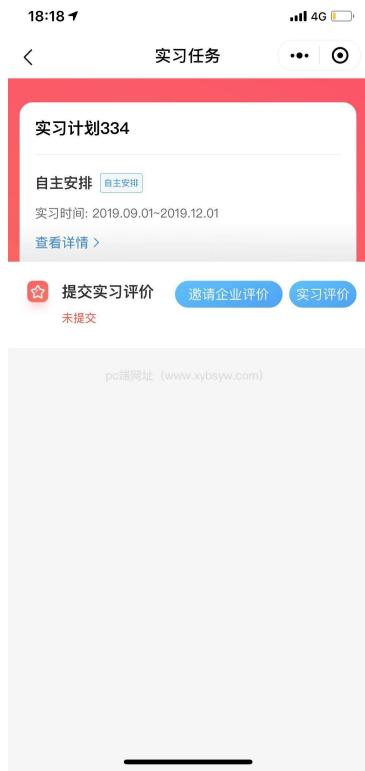 18:18 4G
实习任务
实习计划334
自主安排 自主安排
实习时间: 2019.09.01~2019.12.01
查看详情
提交实习评价 邀请企业评价 实习评价
未提交
pc端网址（www.xybsyw.com）